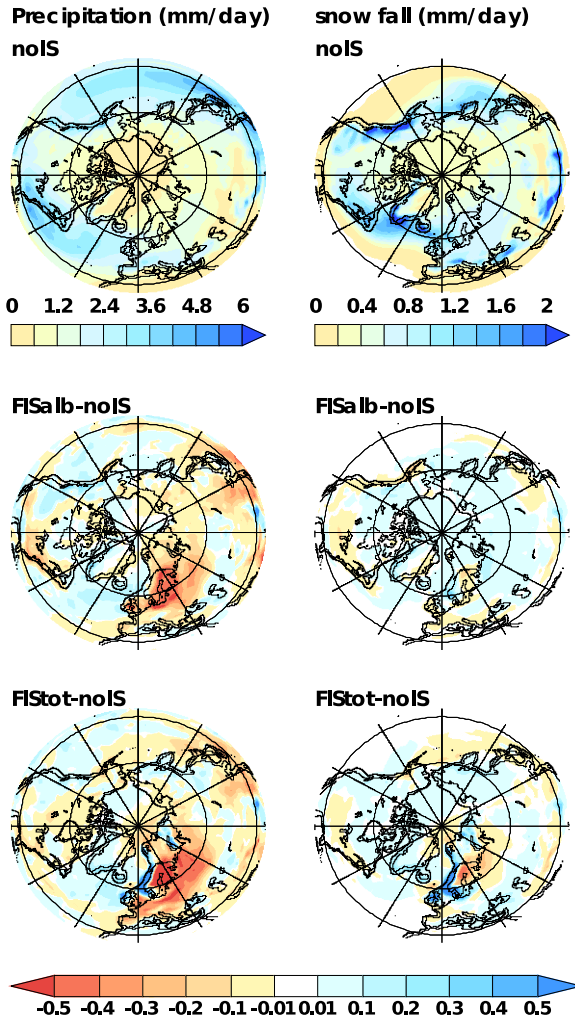 Precipitation (mm/day) snow fall (mm/day)
noIS noIS
0 1.2 2.4 3.6 4.8 6 0 0.4 0.8 1.2 1.6 2
FISalb-noIS FISalb-noIS
FIStot-noIS FIStot-noIS
-0.5 -0.4 -0.3 -0.2 -0.1 -0.01 0.01 0.1 0.2 0.3 0.4 0.5